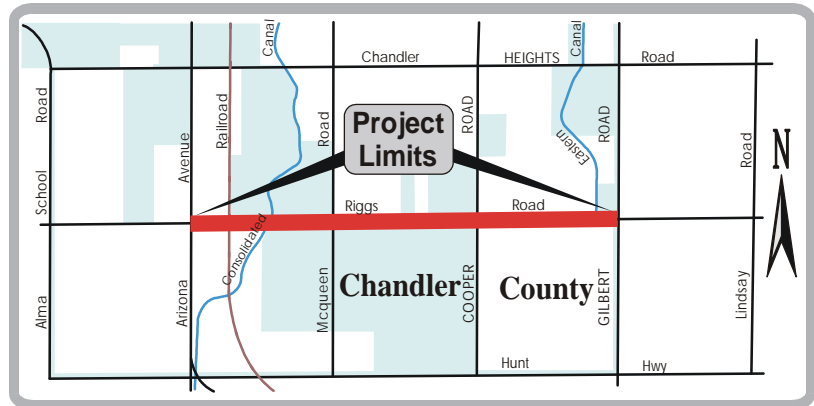 Canal
Canal
Chandler HEIGHTS Road
Road
Railroad
Road
ROAD
ROAD
Avenue
Project
Limits
Eastern
Road
N
School
Riggs Road
Consolidated
Alma
Arizona
Mcqueen
Chandler
COOPER
County
GILBERT
Lindsay
Hunt Hwy